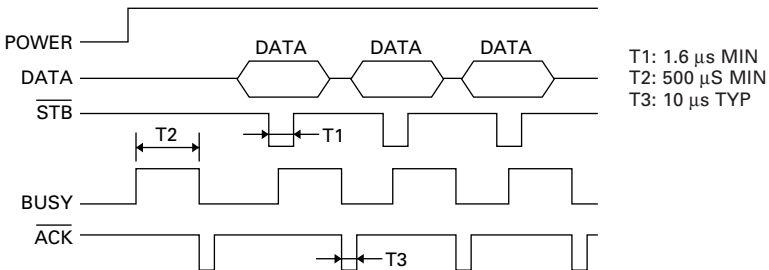 POWER
DATA DATA DATA
DATA
STB
T1
T2
BUSY
ACK
T3
T1: 1.6 μs MIN
T2: 500 μS MIN
T3: 10 μs TYP